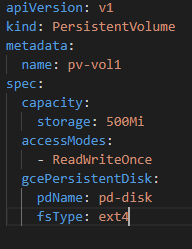 apiVersion: v1
kind: PersistentVolume
metadata:
  name: pv-vol1
spec:
  capacity:
    storage: 500Mi
  accessModes:
    - ReadWriteOnce
  gcePersistentDisk:
    pdName: pd-disk
    fsType: ext4